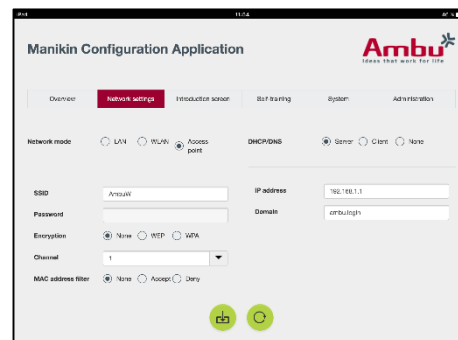 iPad 11:54
Manikin Configuration Application
Ambu
Ideas that work for life
Overview Network settings Introduction screen Self-training System Administration
Network mode LAN WLAN Access point DHCP/DNS Server Client None
SSID AmbuW IP address 192.168.1.1
Password Domain ambu.login
Encryption None WEP WPA
Channel 1
MAC address filter None Accept Deny